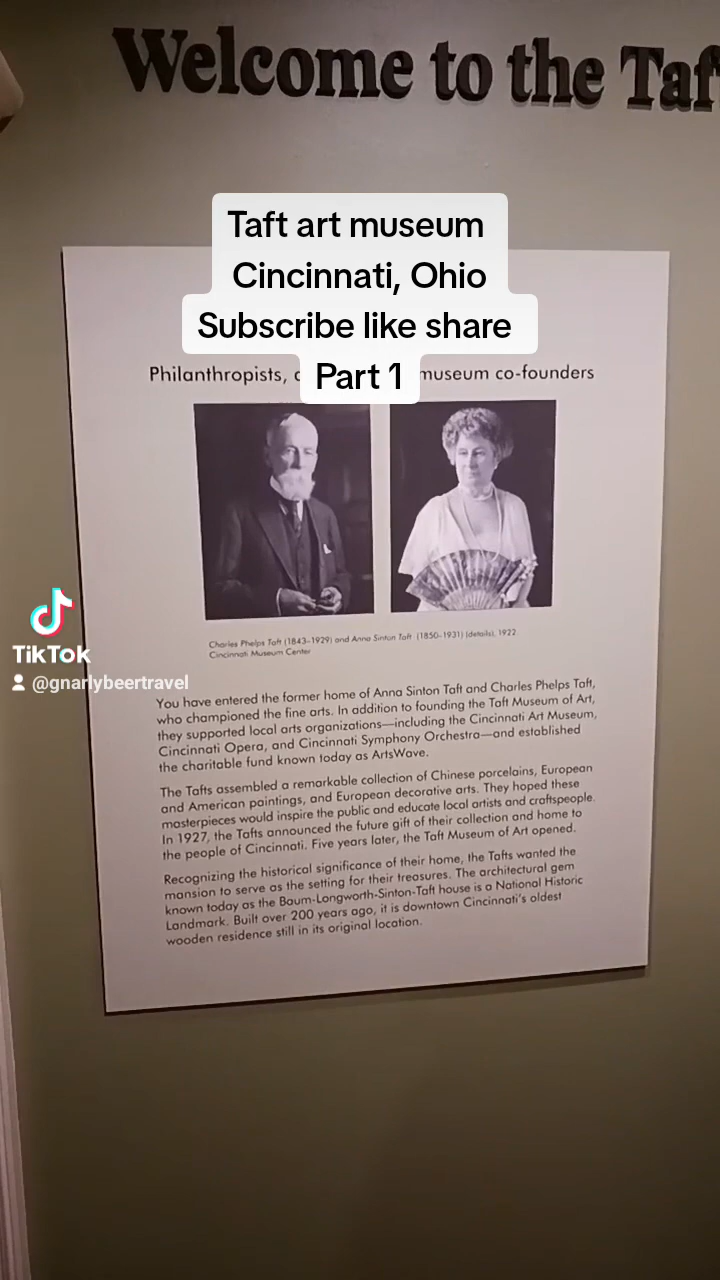 Welcome to the Taf
Taft art museum
Cincinnati, Ohio
Subscribe like share
Part 1
Philanthropists, museum co-founders
Charles Phelps Taft (1843-1929) and Anna Sinton Taft (1850-1931) (details), 1922
Cincinnati Museum Center
TikTok
@gnarlybeertravel
You have entered the former home of Anna Sinton Taft and Charles Phelps Taft,
who championed the fine arts. In addition to founding the Taft Museum of Art,
they supported local arts organizations—including the Cincinnati Art Museum,
Cincinnati Opera, and Cincinnati Symphony Orchestra—and established
the charitable fund known today as ArtsWave.
The Tafts assembled a remarkable collection of Chinese porcelains, European
and American paintings, and European decorative arts. They hoped these
masterpieces would inspire the public and educate local artists and craftspeople.
In 1927, the Tafts announced the future gift of their collection and home to
the people of Cincinnati. Five years later, the Taft Museum of Art opened.
Recognizing the historical significance of their home, the Tafts wanted the
mansion to serve as the setting for their treasures. The architectural gem
known today as the Baum-Longworth-Sinton-Taft house is a National Historic
Landmark. Built over 200 years ago, it is downtown Cincinnati's oldest
wooden residence still in its original location.